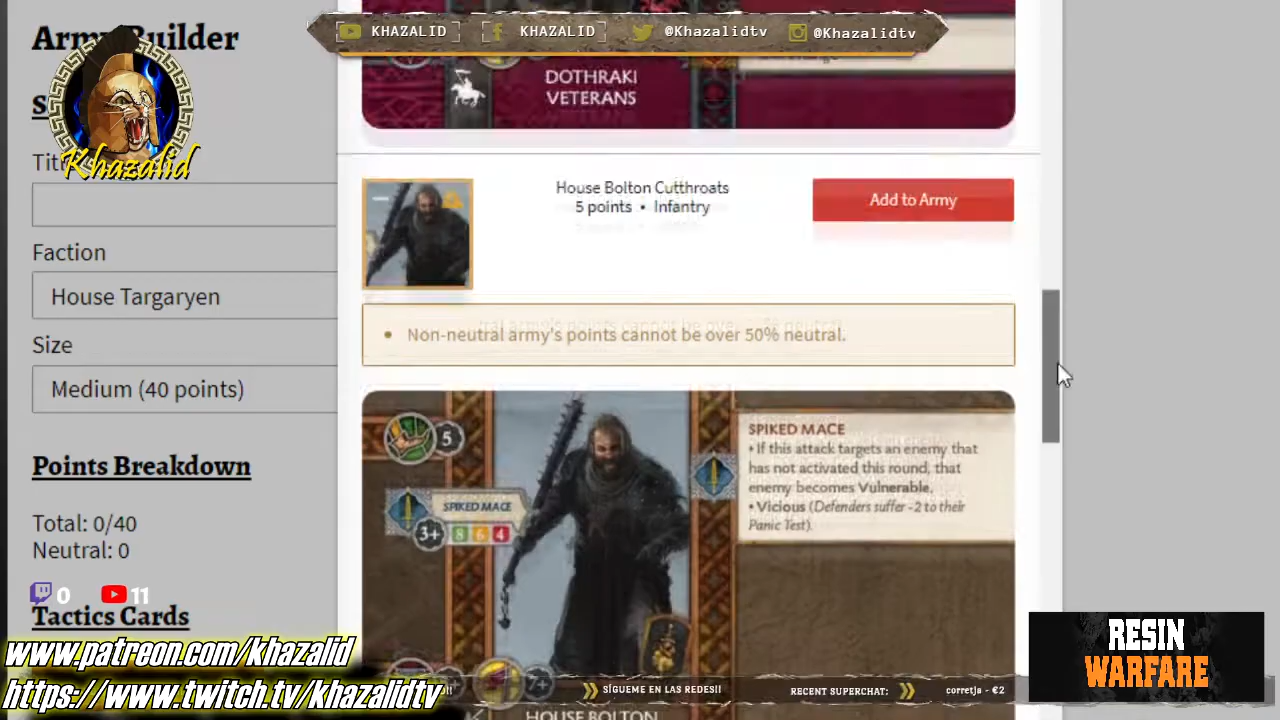 KHAZALID
KHAZALID
@Khazalidtv
@Khazalidtv
Army Builder
Khazalid
DOTHRAKI
VETERANS
House Bolton Cutthroats
5 points • Infantry
Add to Army
Faction
House Targaryen
• Non-neutral army's points cannot be over 50% neutral.
Size
Medium (40 points)
5
SPIKED MACE
3+ 8 6 4
SPIKED MACE
• If this attack targets an enemy that
has not activated this round, that
enemy becomes Vulnerable.
• Vicious (Defenders suffer -2 to their
Panic Test).
Points Breakdown
Total: 0/40
Neutral: 0
0 11
Tactics Cards
www.patreon.com/khazalid
https://www.twitch.tv/khazalidtv
7+
HOUSE BOLTON
SÍGUEME EN LAS REDES!!
RECENT SUPERCHAT:
corretja - €2
RESIN
WARFARE